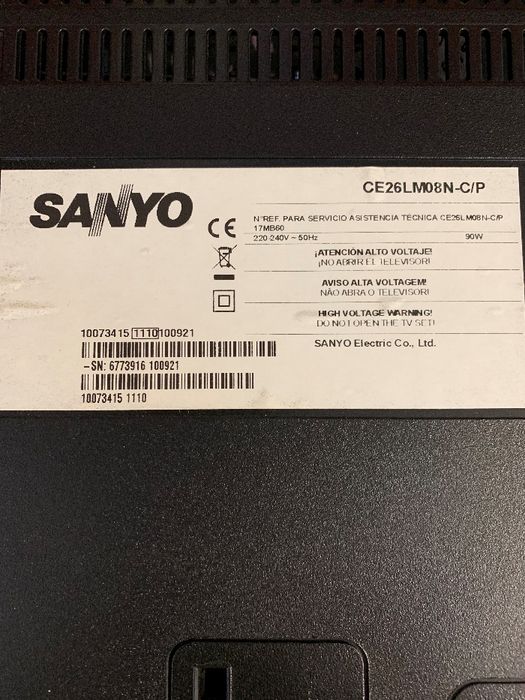 SANYO
CE26LM08N-C/P
CE
N°REF. PARA SERVICIO ASISTENCIA TÉCNICA CE26LM08N-C/P
17MB60
220-240V ~ 50Hz 90W
¡ATENCIÓN ALTO VOLTAJE!
¡NO ABRIR EL TELEVISOR!
AVISO ALTA VOLTAGEM!
NÃO ABRA O TELEVISOR!
HIGH VOLTAGE WARNING!
DO NOT OPEN THE TV SET!
SANYO Electric Co., Ltd.
10073415 1110 100921
-SN: 6773916 100921
10073415 1110